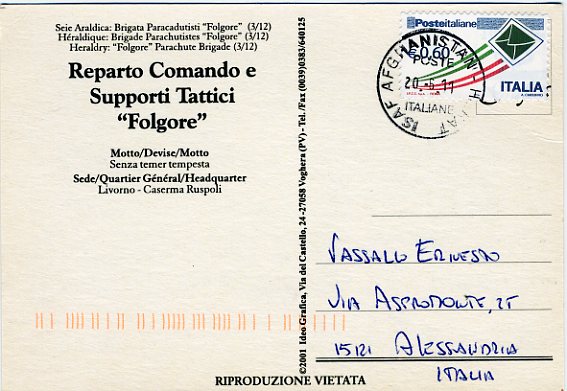 Seie Araldica: Brigata Paracadutisti "Folgore" (3/12)
Héraldique: Brigade Parachutistes "Folgore" (3/12)
Heraldry: "Folgore" Parachute Brigade (3/12)
Reparto Comando e
Supporti Tattici
"Folgore"
Motto/Devise/Motto
Senza temer tempesta
Sede/Quartier Général/Headquarter
Livorno - Caserma Ruspoli
©2001 Ideo Grafica, Via del Castello, 24 - 27058 Voghera (PV) - Tel./Fax (0039)0383/640125
Posteitaliane
€0,60
ITALIA
ISAF AFGHANISTAN
POSTE
20.6.11
ITALIANE
VASSALLO ERNESTO
VIA ASPROMONTE, 25
15121 ALESSANDRIA
ITALIA
RIPRODUZIONE VIETATA